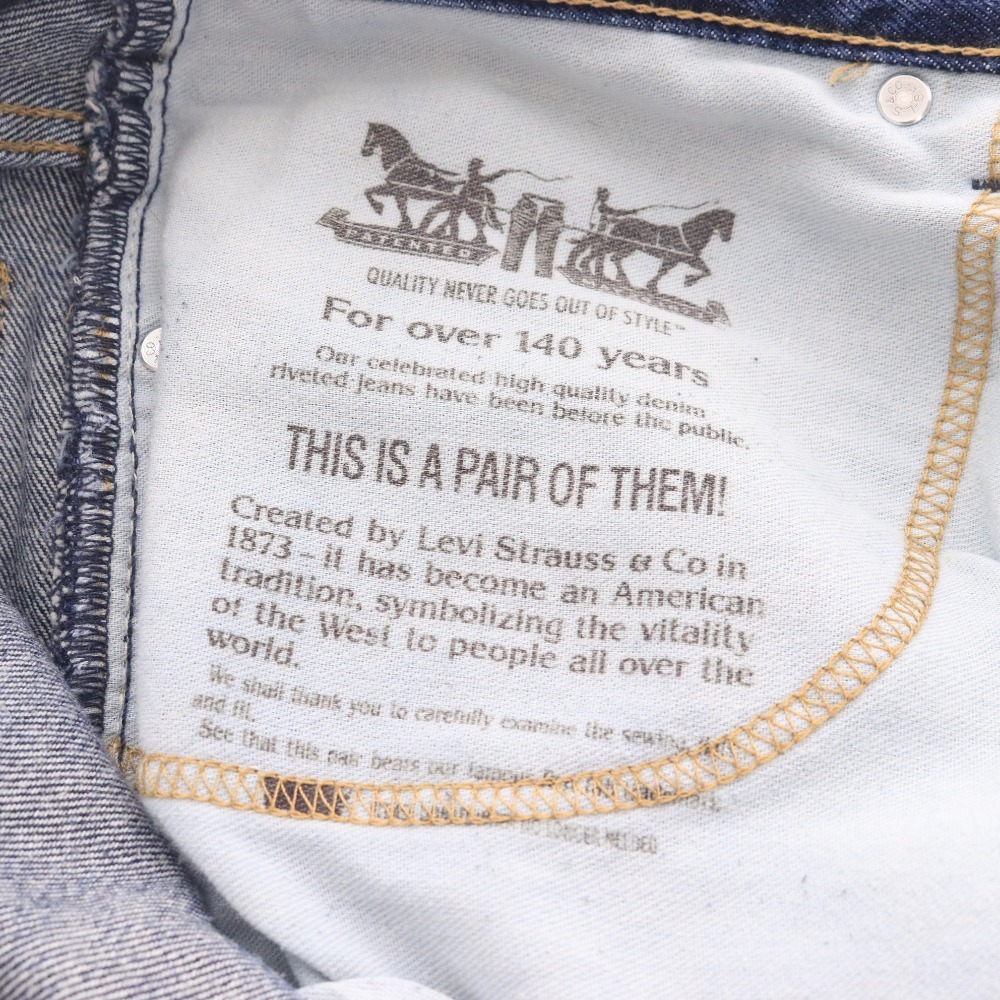 PATENTED
QUALITY NEVER GOES OUT OF STYLE™
For over 140 years
Our celebrated high quality denim
riveted jeans have been before the public.
THIS IS A PAIR OF THEM!
Created by Levi Strauss & Co in
1873 – it has become an American
tradition, symbolizing the vitality
of the West to people all over the
world.
We shall thank you to carefully examine the sewing,
and fit.
See that this pair bears our famous
NO LONGER NEEDED